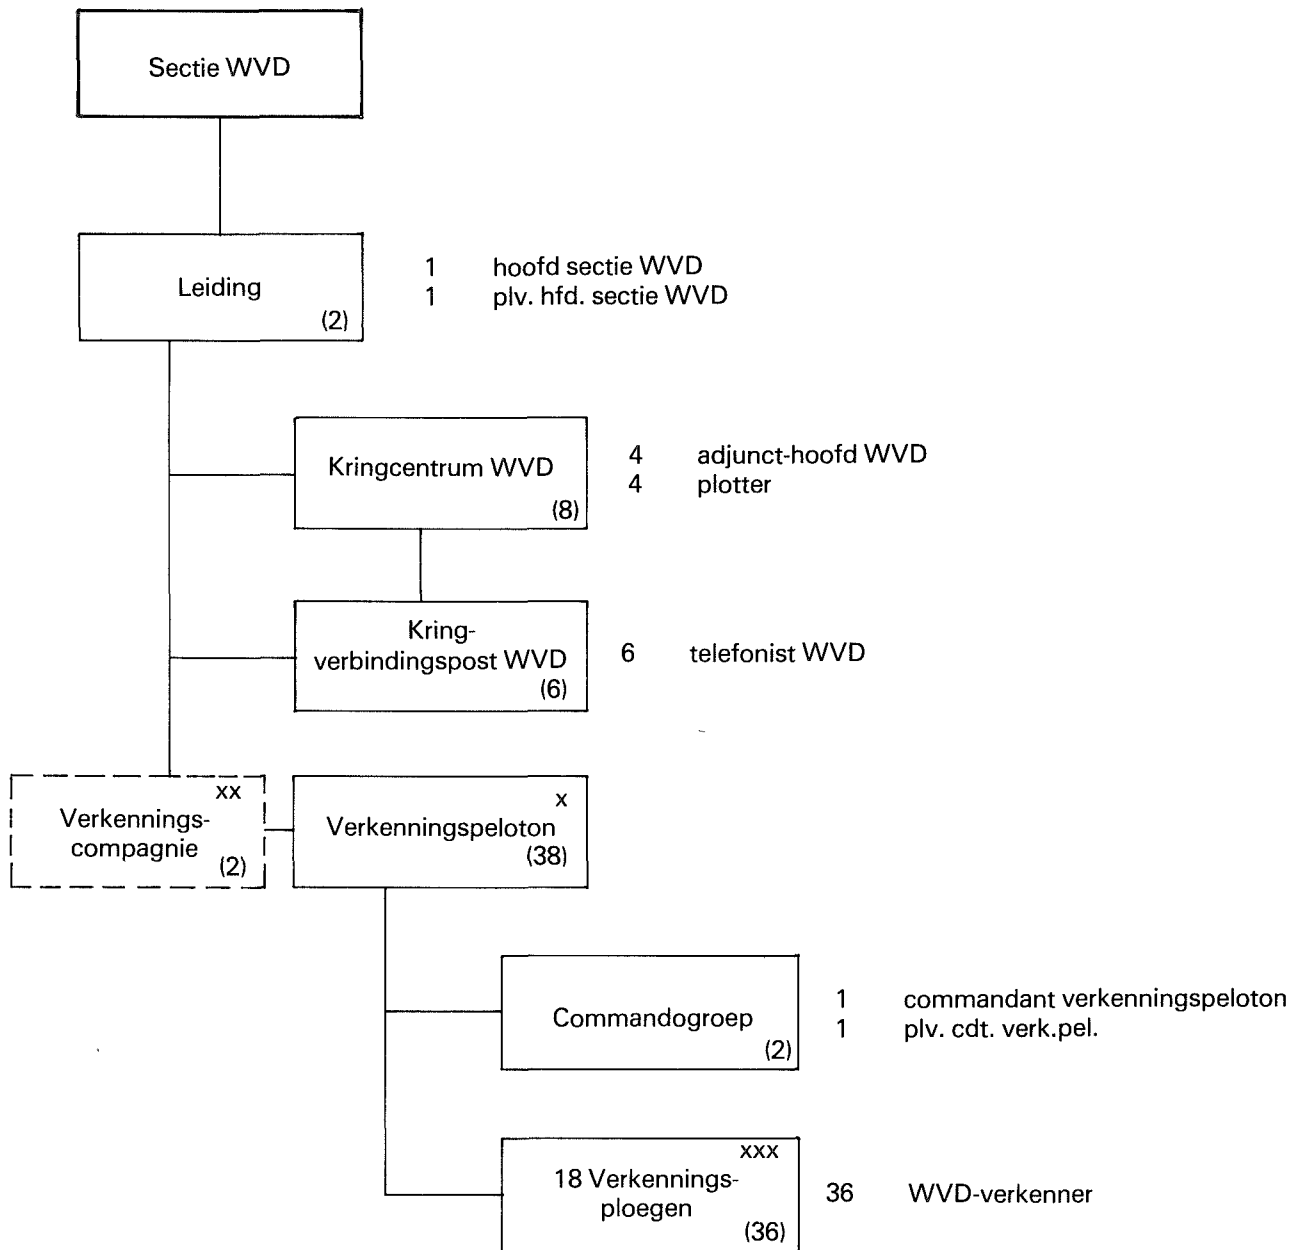 Sectie WVD
Leiding
(2)
1 hoofd sectie WVD
1 plv. hfd. sectie WVD
Kringcentrum WVD
(8)
4 adjunct-hoofd WVD
4 plotter
Kring-
verbindingspost WVD
(6)
6 telefonist WVD
xx
Verkennings-
compagnie
(2)
x
Verkenningspeloton
(38)
Commandogroep
(2)
1 commandant verkenningspeloton
1 plv. cdt. verk.pel.
xxx
18 Verkennings-
ploegen
(36)
36 WVD-verkenner